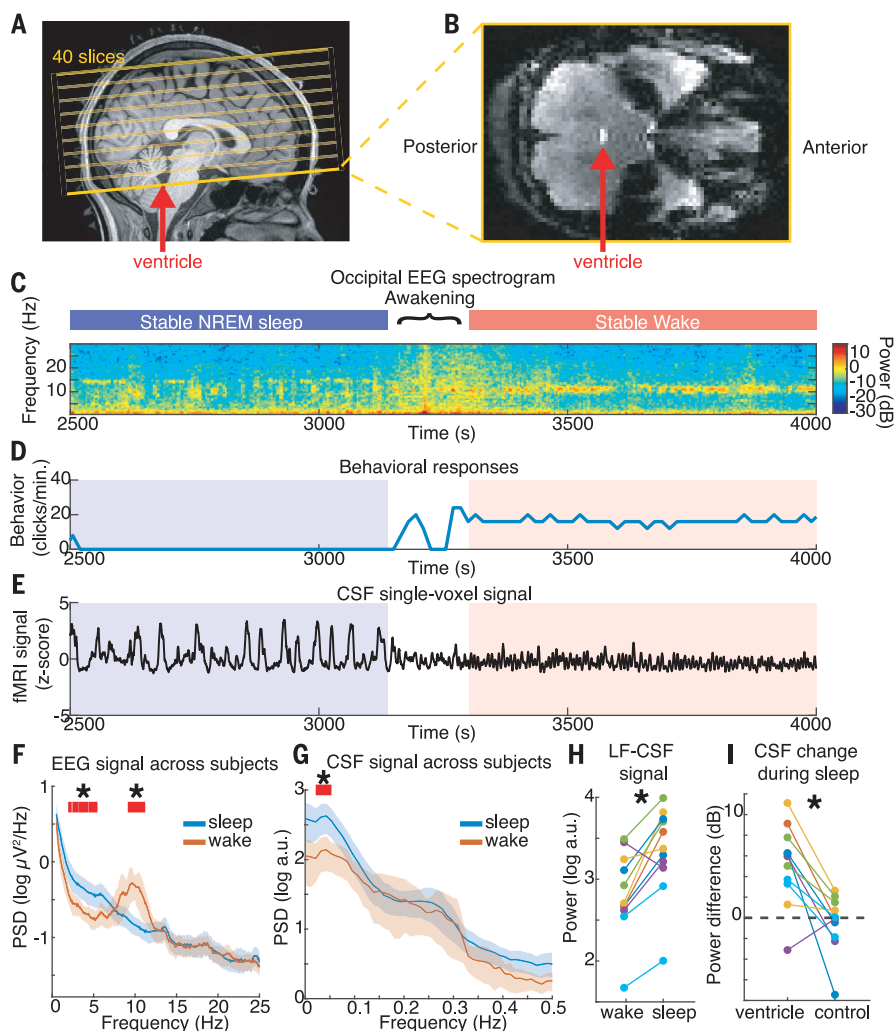 A
40 slices
ventricle
B
Posterior
Anterior
ventricle
C
Occipital EEG spectrogram
Awakening
Stable NREM sleep
Stable Wake
Frequency (Hz)
20
10
2500
3000
3500
4000
Time (s)
10
0
-10
-20
-30
Power (dB)
D
Behavioral responses
Behavior
(clicks/min.)
40
20
0
2500
3000
3500
4000
Time (s)
E
CSF single-voxel signal
fMRI signal
(z-score)
5
0
-5
2500
3000
3500
4000
Time (s)
F
EEG signal across subjects
*
*
sleep
wake
PSD (log µV²/Hz)
1
-0
-1
0
5
10
15
20
25
Frequency (Hz)
G
CSF signal across subjects
*
sleep
wake
PSD (log a.u.)
3
2
1
0
0
0.1
0.2
0.3
0.4
0.5
Frequency (Hz)
H
LF-CSF
signal
*
Power (log a.u.)
4
3
2
wake
sleep
I
CSF change
during sleep
*
Power difference (dB)
10
0
ventricle
control